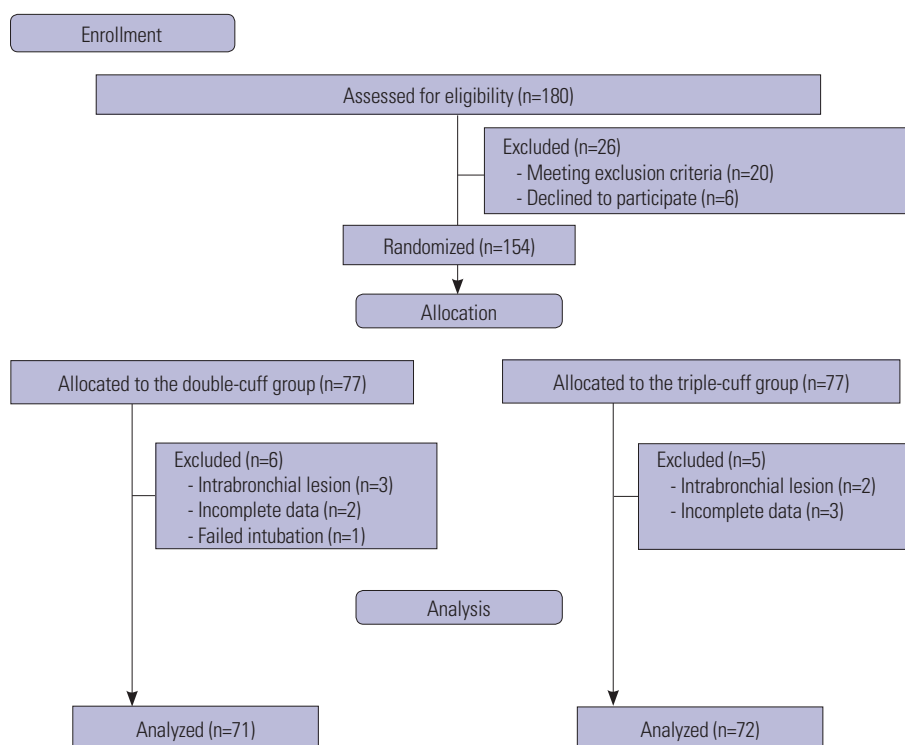 Enrollment
Assessed for eligibility (n=180)
Excluded (n=26)
- Meeting exclusion criteria (n=20)
- Declined to participate (n=6)
Randomized (n=154)
Allocation
Allocated to the double-cuff group (n=77)
Allocated to the triple-cuff group (n=77)
Excluded (n=6)
- Intrabronchial lesion (n=3)
- Incomplete data (n=2)
- Failed intubation (n=1)
Excluded (n=5)
- Intrabronchial lesion (n=2)
- Incomplete data (n=3)
Analysis
Analyzed (n=71)
Analyzed (n=72)